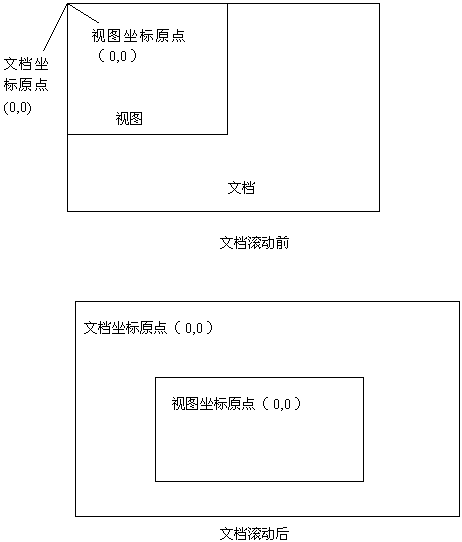 视图坐标原点
（0,0）
文档坐
标原点
(0,0)
视图
文档
文档滚动前
文档坐标原点（0,0）
视图坐标原点（0,0）
文档滚动后